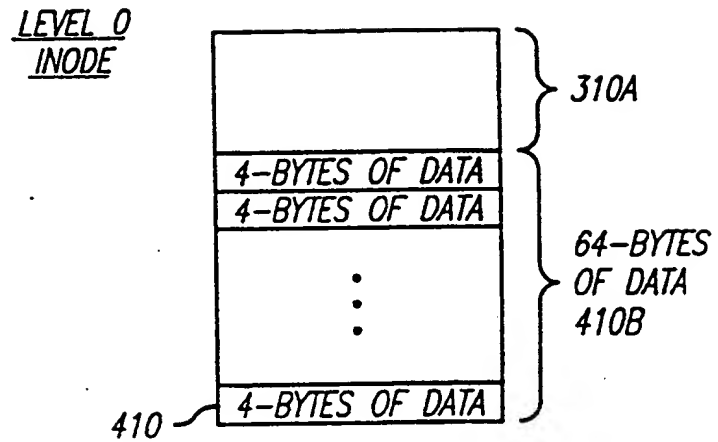 LEVEL 0
INODE
310A
4-BYTES OF DATA
4-BYTES OF DATA
64-BYTES
OF DATA
410B
4-BYTES OF DATA
410